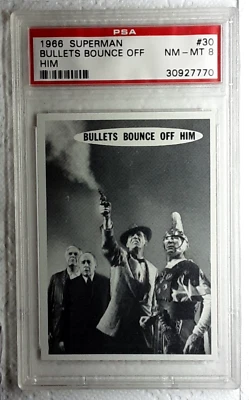 PSA
1966 SUPERMAN #30
BULLETS BOUNCE OFF NM - MT 8
HIM 30927770
BULLETS BOUNCE OFF HIM